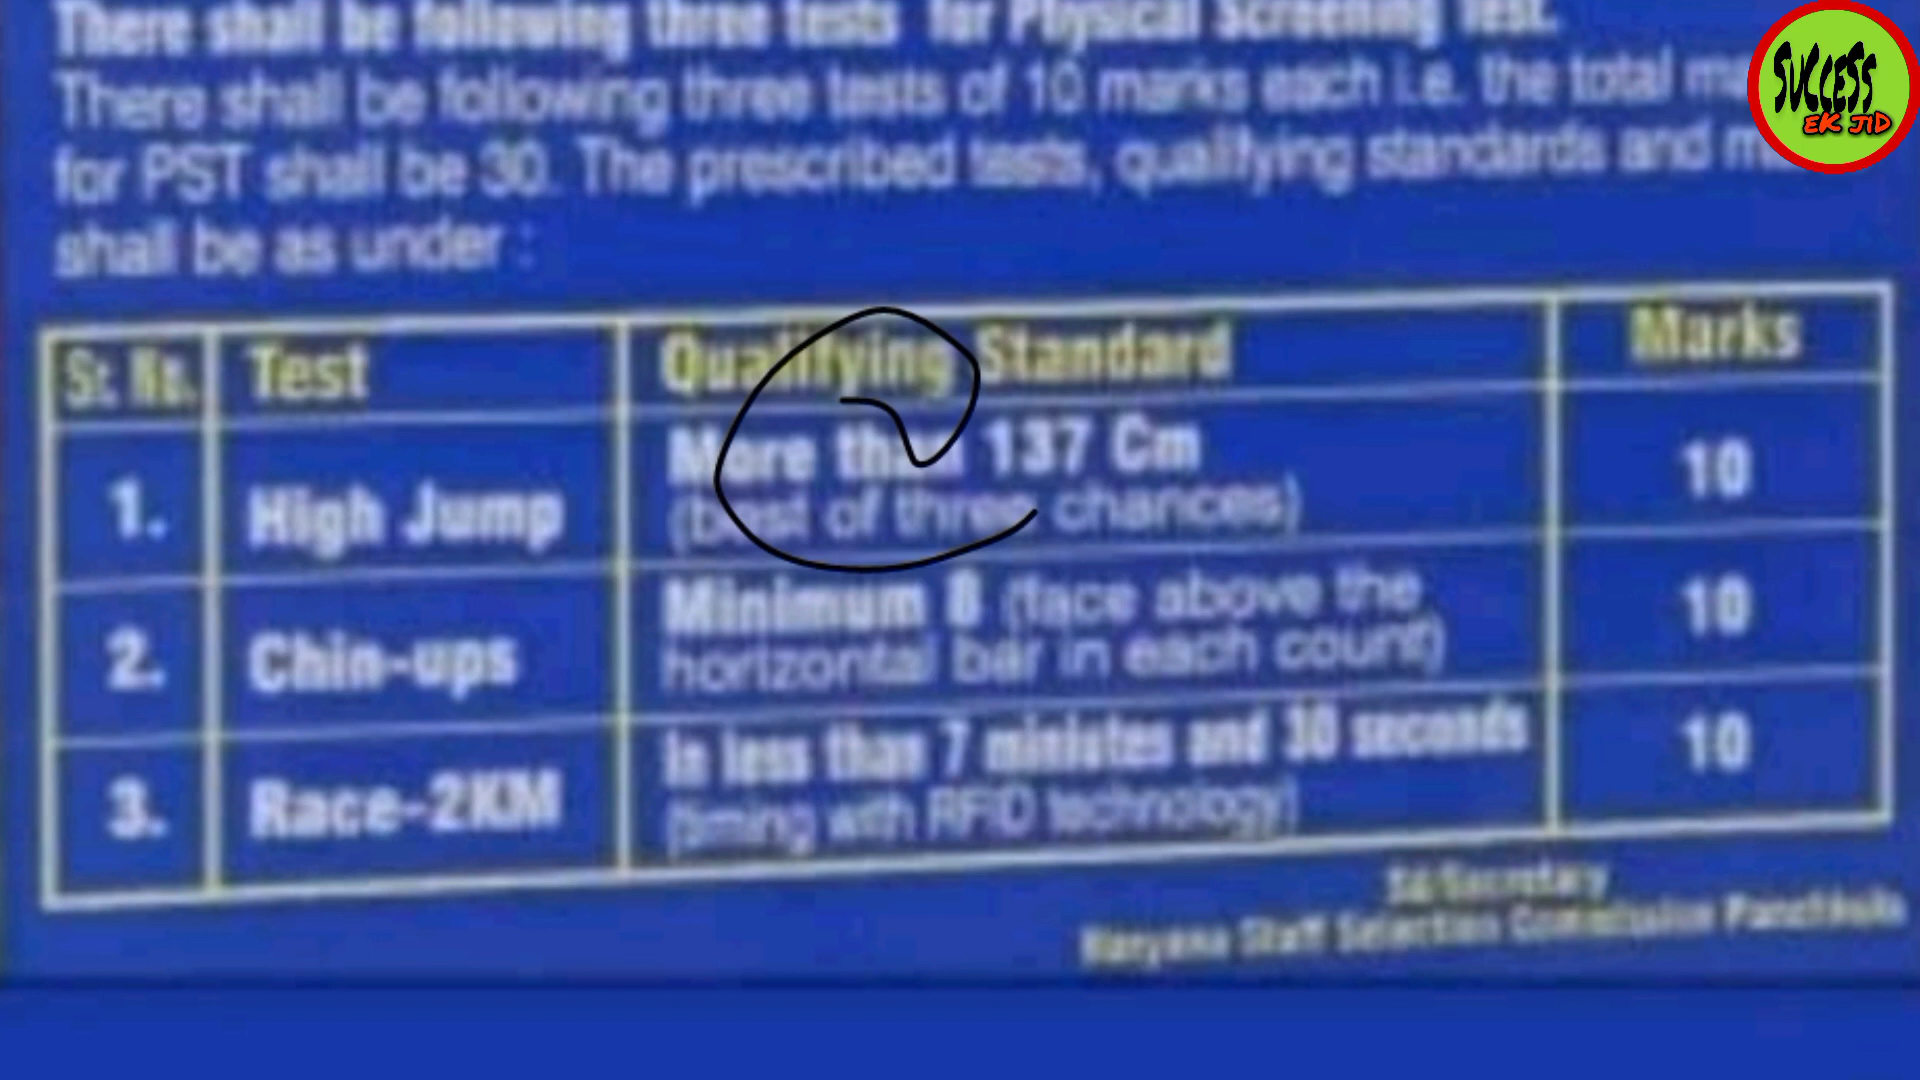 There shall be following three tests for Physical Screening Test.
There shall be following three tests of 10 marks each i.e. the total
for PST shall be 30. The prescribed tests, qualifying standards and
shall be as under :
SUCCESS
EK JID
Sr. No. Test Qualifying Standard Marks
1. High Jump More than 137 Cm 10
(best of three chances)
2. Chin-ups Minimum 8 (face above the 10
horizontal bar in each count)
3. Race-2KM In less than 7 miniutes and 30 seconds 10
(timing with RFID technology)
Sd/Secretary
Haryana Staff Selection Commission Panchkula